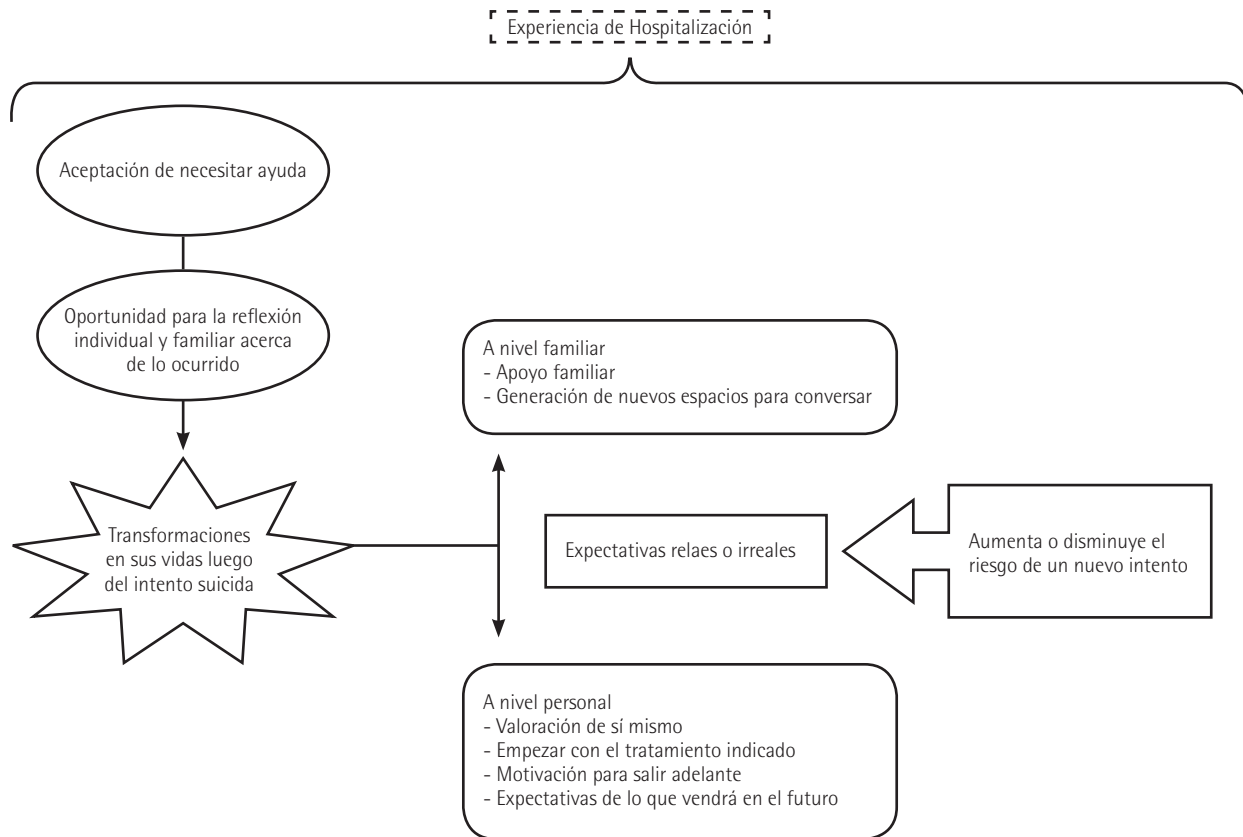 Experiencia de Hospitalización
Aceptación de necesitar ayuda
Oportunidad para la reflexión
individual y familiar acerca
de lo ocurrido
Transformaciones
en sus vidas luego
del intento suicida
A nivel familiar
- Apoyo familiar
- Generación de nuevos espacios para conversar
Expectativas relaes o irreales
Aumenta o disminuye el
riesgo de un nuevo intento
A nivel personal
- Valoración de sí mismo
- Empezar con el tratamiento indicado
- Motivación para salir adelante
- Expectativas de lo que vendrá en el futuro